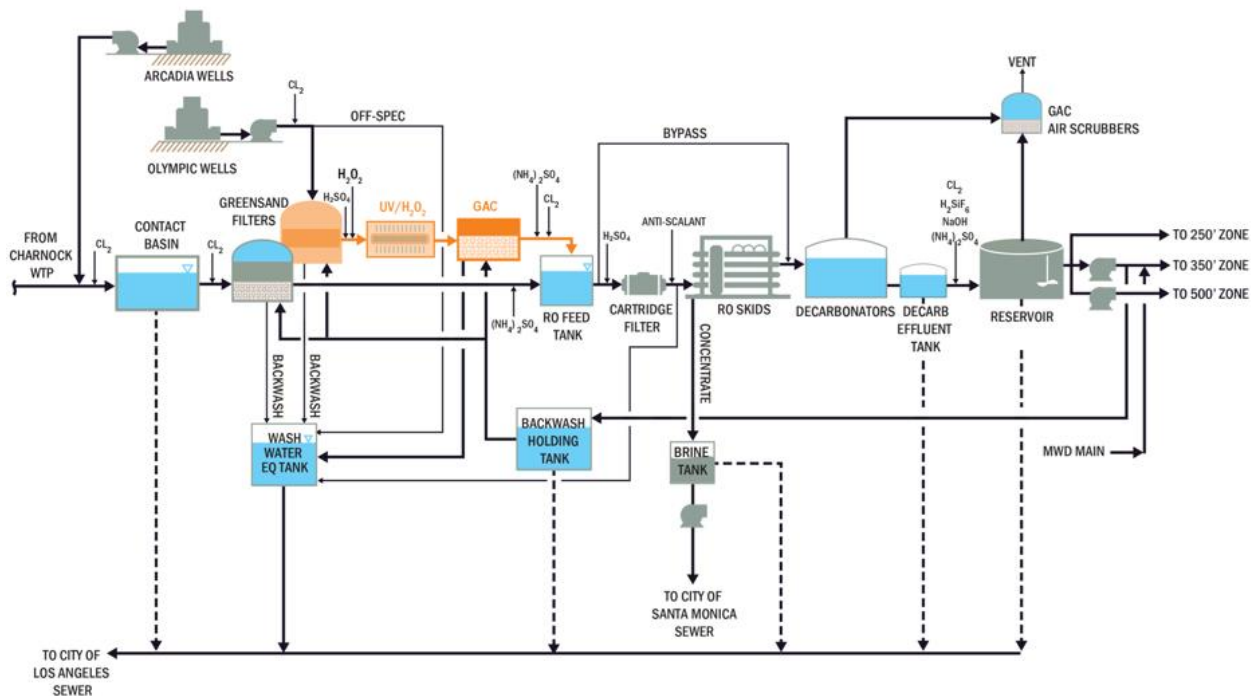 VENT
ARCADIA WELLS
CL₂
OFF-SPEC
GAC
AIR SCRUBBERS
BYPASS
OLYMPIC WELLS
H₂O₂
(NH₄)₂SO₄
CL₂
GREENSAND
FILTERS
H₂SO₄
UV/H₂O₂
GAC
CL₂
H₂SiF₆
NaOH
(NH₄)₂SO₄
FROM
CHARNOCK
WTP
CL₂
CONTACT
BASIN
CL₂
H₂SO₄
ANTI-SCALANT
TO 250' ZONE
TO 350' ZONE
TO 500' ZONE
(NH₄)₂SO₄
RO FEED
TANK
CARTRIDGE
FILTER
RO SKIDS
DECARBONATORS
DECARB
EFFLUENT
TANK
RESERVOIR
BACKWASH
BACKWASH
CONCENTRATE
WASH
WATER
EQ TANK
BACKWASH
HOLDING
TANK
BRINE
TANK
MWD MAIN
TO CITY OF
SANTA MONICA
SEWER
TO CITY OF
LOS ANGELES
SEWER